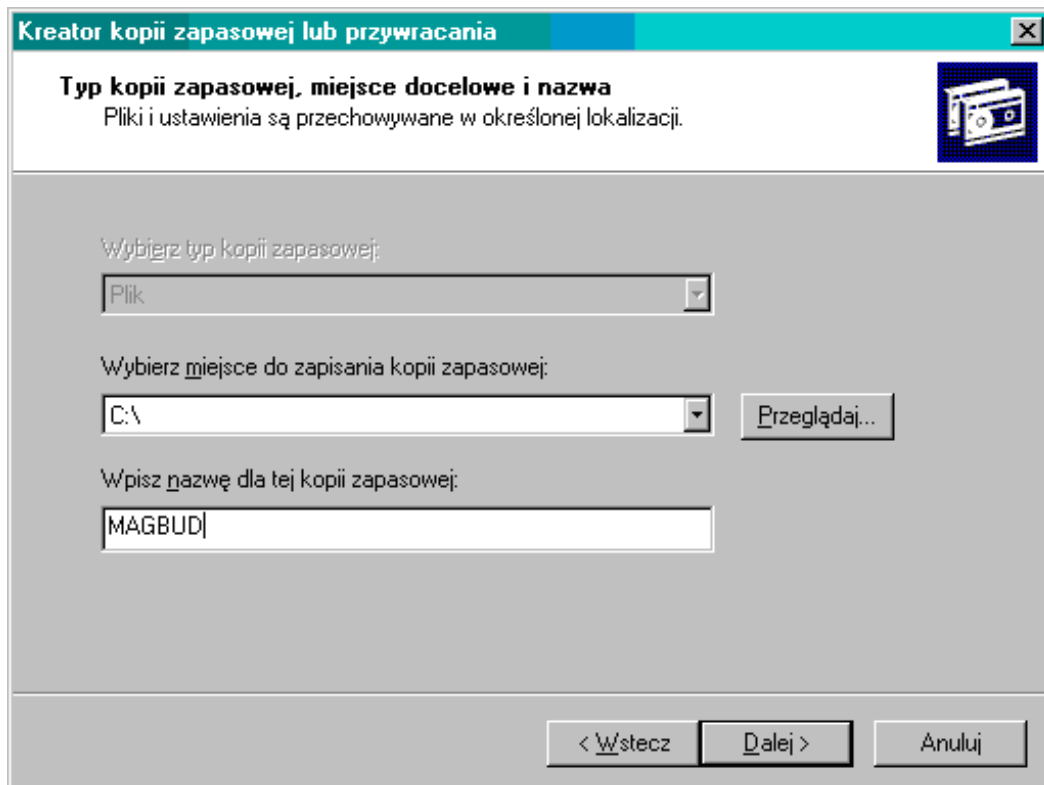 Kreator kopii zapasowej lub przywracania
Typ kopii zapasowej, miejsce docelowe i nazwa
Pliki i ustawienia są przechowywane w określonej lokalizacji.
Wybierz typ kopii zapasowej:
Plik
Wybierz miejsce do zapisania kopii zapasowej:
C:\
Przeglądaj...
Wpisz nazwę dla tej kopii zapasowej:
MAGBUD
< Wstecz
Dalej >
Anuluj